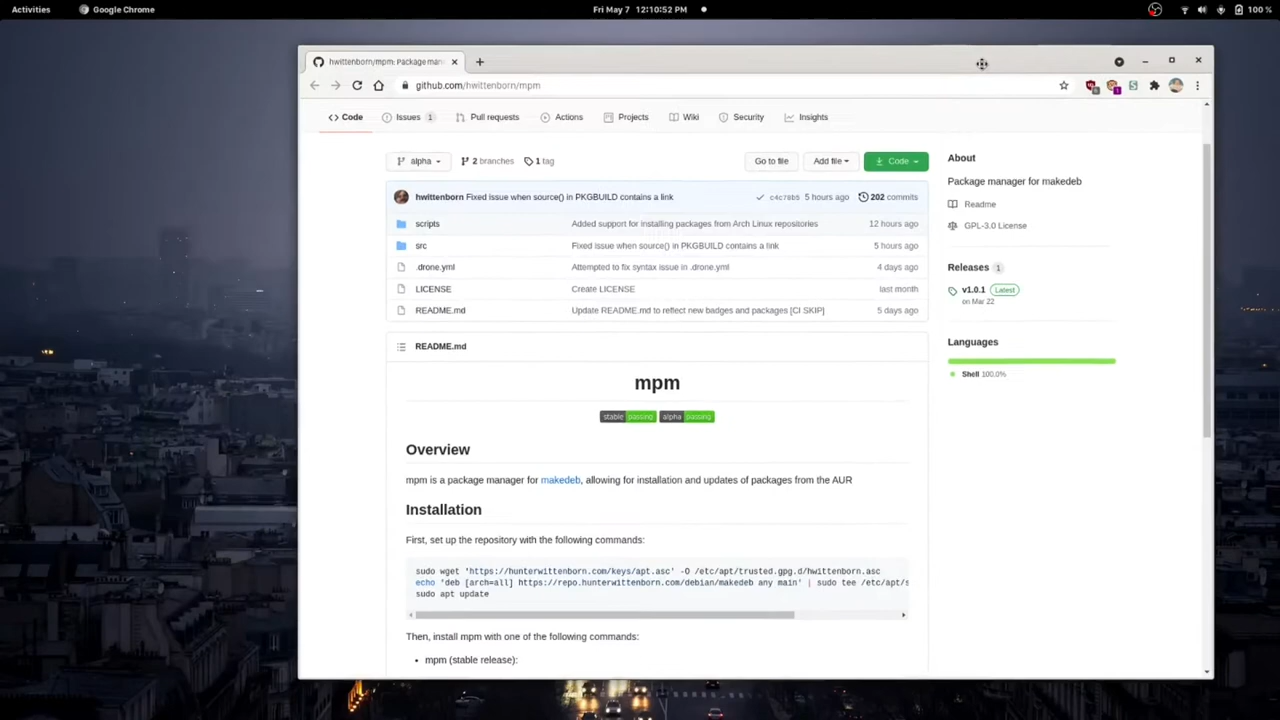 Activities Google Chrome Fri May 7 12:10:52 PM 100 %
hwittenborn/mpm: Package man
github.com/hwittenborn/mpm
Code Issues 1 Pull requests Actions Projects Wiki Security Insights
alpha 2 branches 1 tag Go to file Add file Code
hwittenborn Fixed issue when source() in PKGBUILD contains a link c4c78b5 5 hours ago 202 commits
scripts Added support for installing packages from Arch Linux repositories 12 hours ago
src Fixed issue when source() in PKGBUILD contains a link 5 hours ago
.drone.yml Attempted to fix syntax issue in .drone.yml 4 days ago
LICENSE Create LICENSE last month
README.md Update README.md to reflect new badges and packages [CI SKIP] 5 days ago
README.md
mpm
stable passing alpha passing
Overview
mpm is a package manager for makedeb, allowing for installation and updates of packages from the AUR
Installation
First, set up the repository with the following commands:
sudo wget 'https://hunterwittenborn.com/keys/apt.asc' -O /etc/apt/trusted.gpg.d/hwittenborn.asc
echo 'deb [arch=all] https://repo.hunterwittenborn.com/debian/makedeb any main' | sudo tee /etc/apt/s
sudo apt update
Then, install mpm with one of the following commands:
• mpm (stable release):
About
Package manager for makedeb
Readme
GPL-3.0 License
Releases 1
v1.0.1 Latest
on Mar 22
Languages
Shell 100.0%